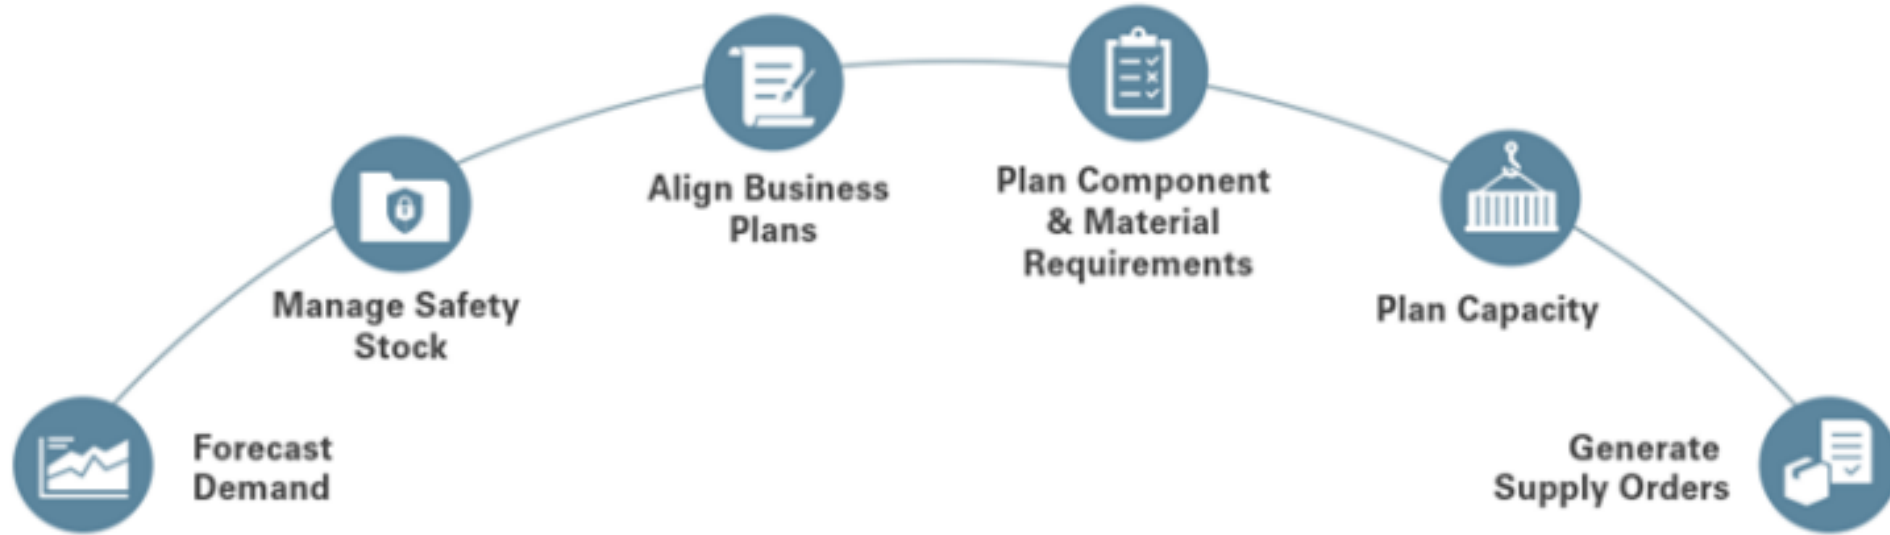 Forecast
Demand
Manage Safety
Stock
Align Business
Plans
Plan Component
& Material
Requirements
Plan Capacity
Generate
Supply Orders